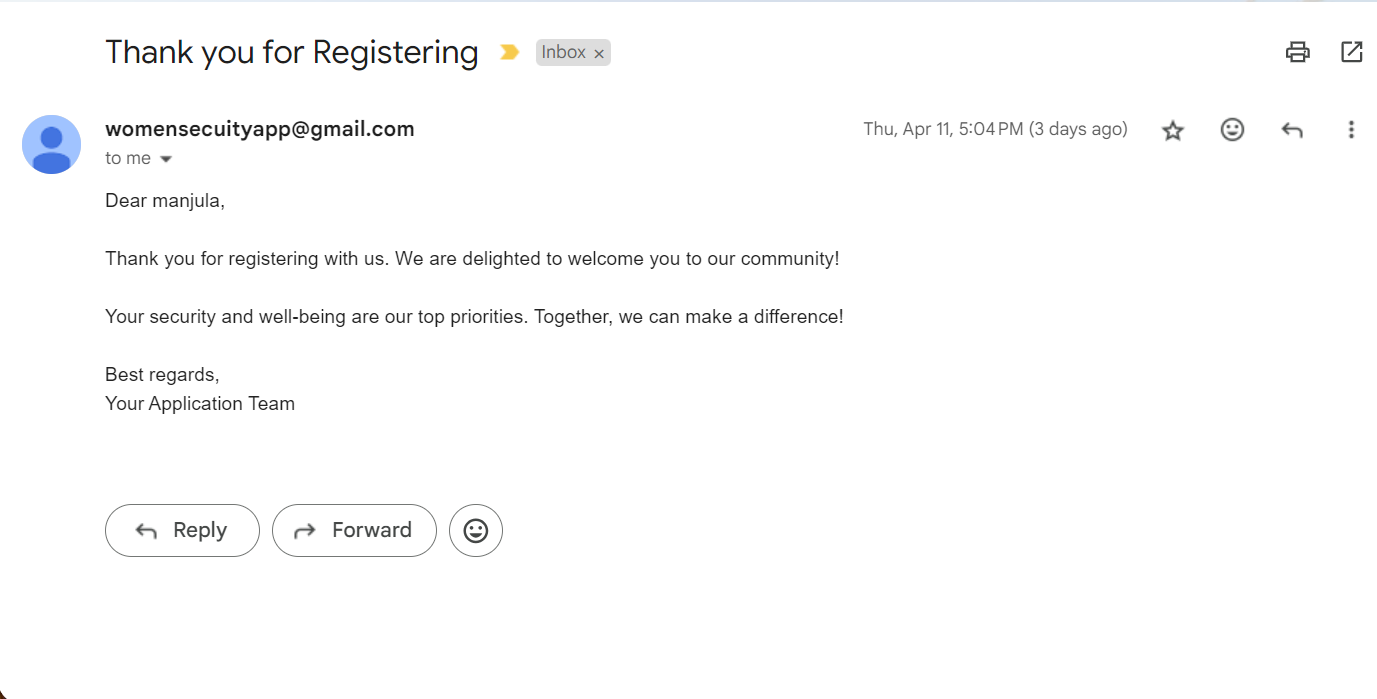 Thank you for Registering Inbox ×
womensecuityapp@gmail.com Thu, Apr 11, 5:04 PM (3 days ago)
to me
Dear manjula,
Thank you for registering with us. We are delighted to welcome you to our community!
Your security and well-being are our top priorities. Together, we can make a difference!
Best regards,
Your Application Team
Reply Forward